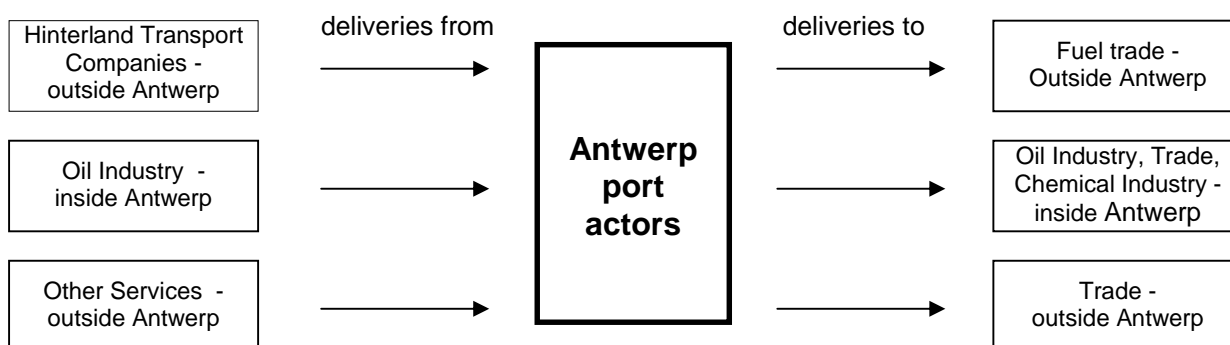 deliveries from
deliveries to
Hinterland Transport
Companies -
outside Antwerp
Oil Industry -
inside Antwerp
Other Services -
outside Antwerp
Antwerp
port
actors
Fuel trade -
Outside Antwerp
Oil Industry, Trade,
Chemical Industry -
inside Antwerp
Trade -
outside Antwerp